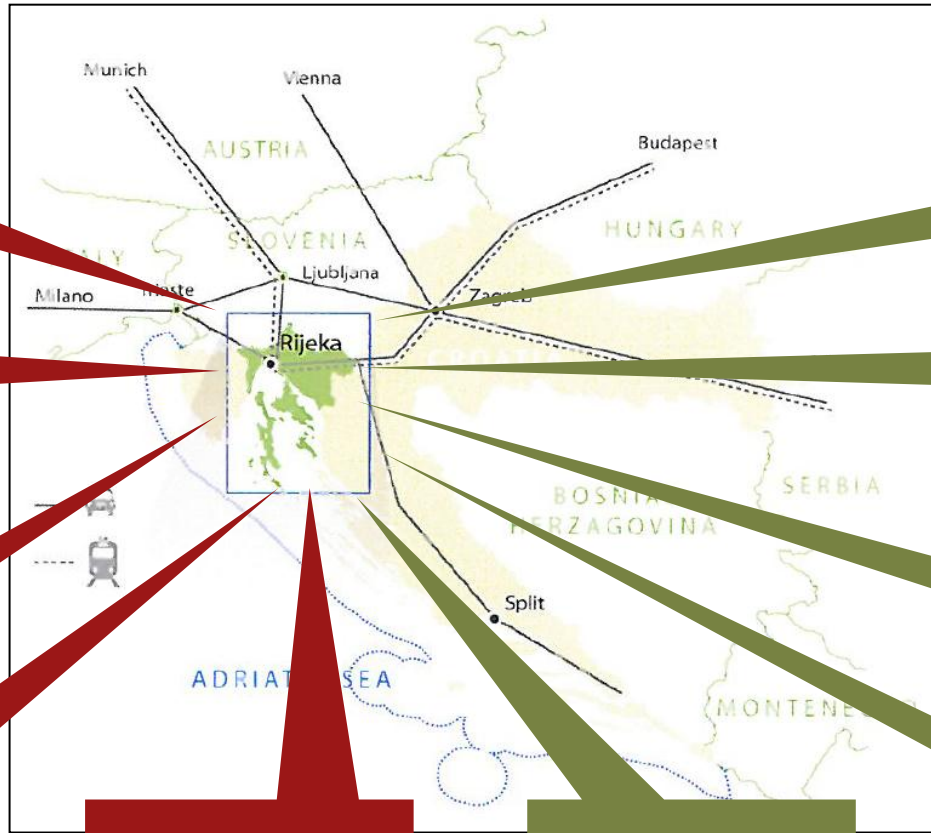 Munich
Vienna
Budapest
AUSTRIA
HUNGARY
SLOVENIA
Ljubljana
Milano
Zagreb
Rijeka
CROATIA
SERBIA
BOSNIA
HERZAGOVINA
Split
ADRIAT SEA
MONTENE